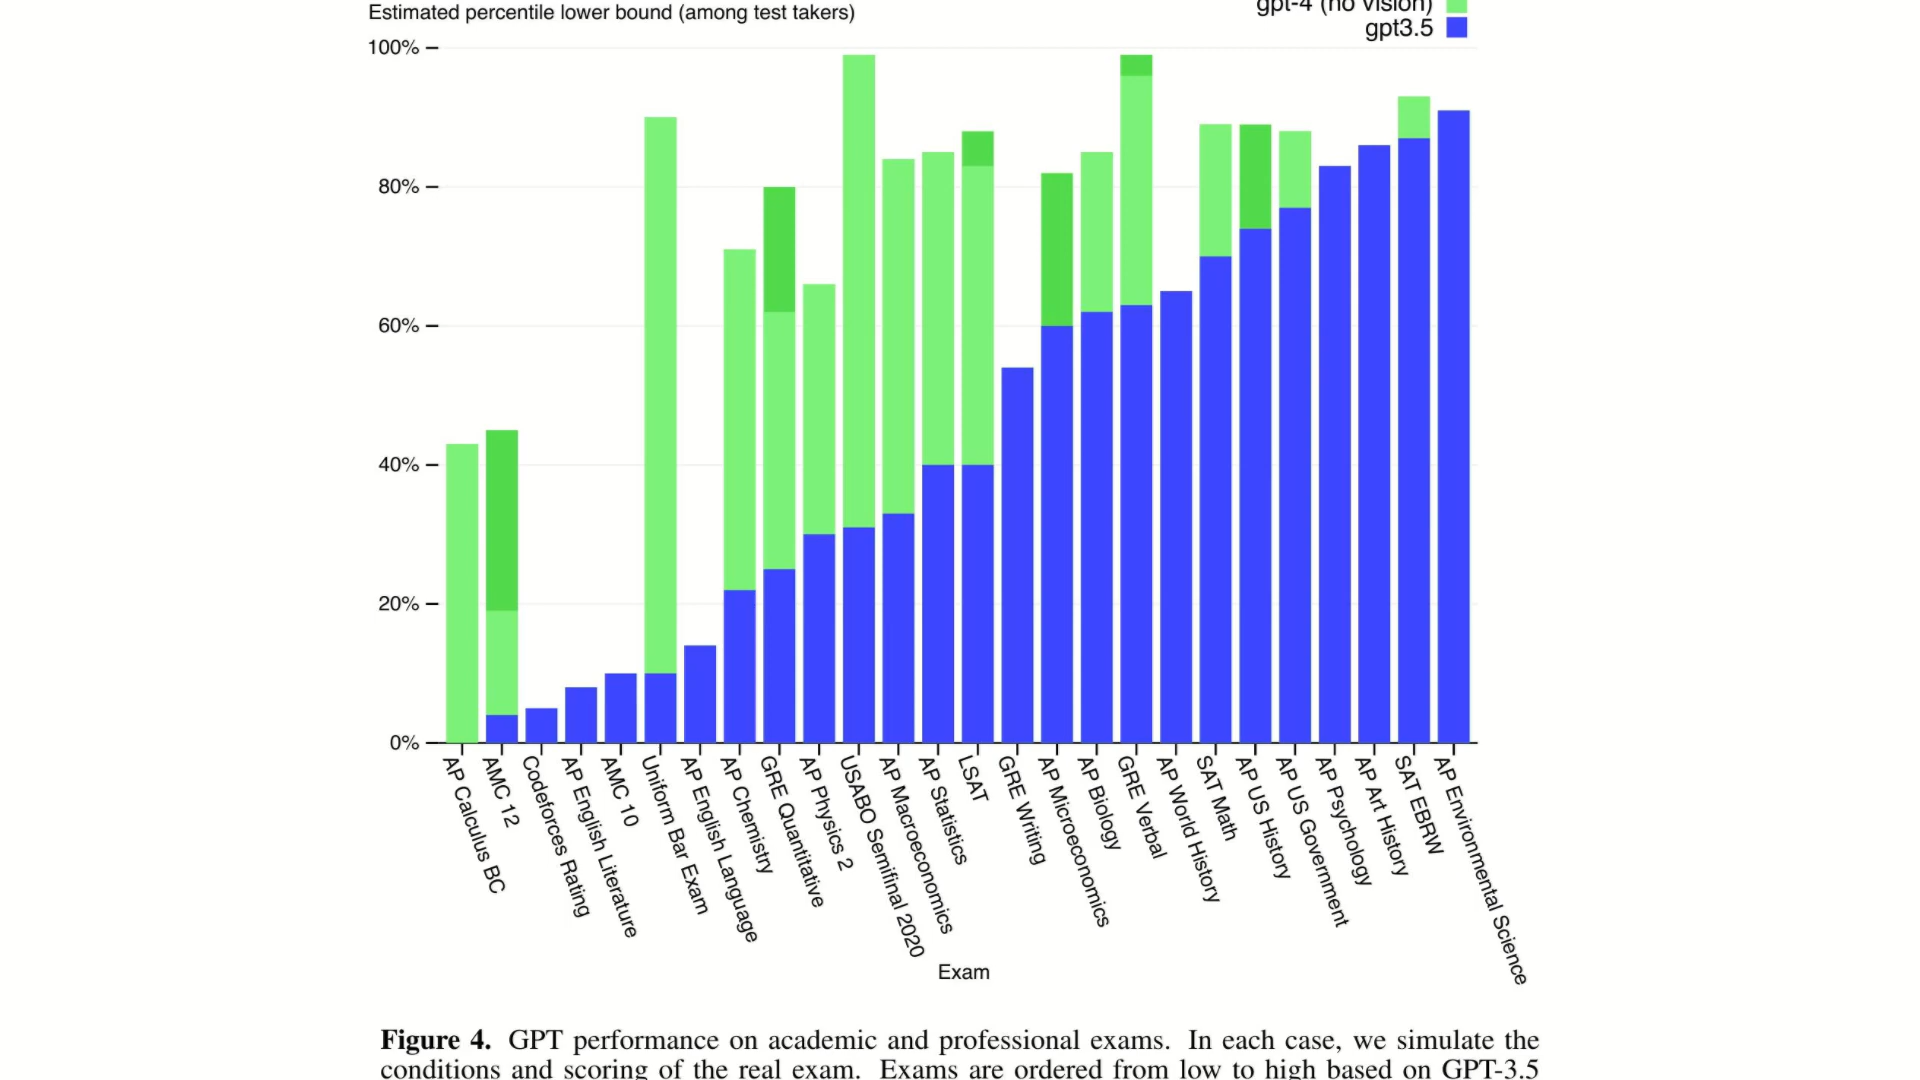 Estimated percentile lower bound (among test takers)
gpt-4 (no vision)
gpt3.5
100%
80%
60%
40%
20%
0%
AP Calculus BC
AMC 12
Codeforces Rating
AP English Literature
AMC 10
Uniform Bar Exam
AP English Language
AP Chemistry
GRE Quantitative
AP Physics 2
USABO Semifinal 2020
AP Macroeconomics
AP Statistics
LSAT
GRE Writing
AP Microeconomics
AP Biology
GRE Verbal
AP World History
SAT Math
AP US History
AP US Government
AP Psychology
AP Art History
SAT EBRW
AP Environmental Science
Exam
Figure 4. GPT performance on academic and professional exams. In each case, we simulate the
conditions and scoring of the real exam. Exams are ordered from low to high based on GPT-3.5